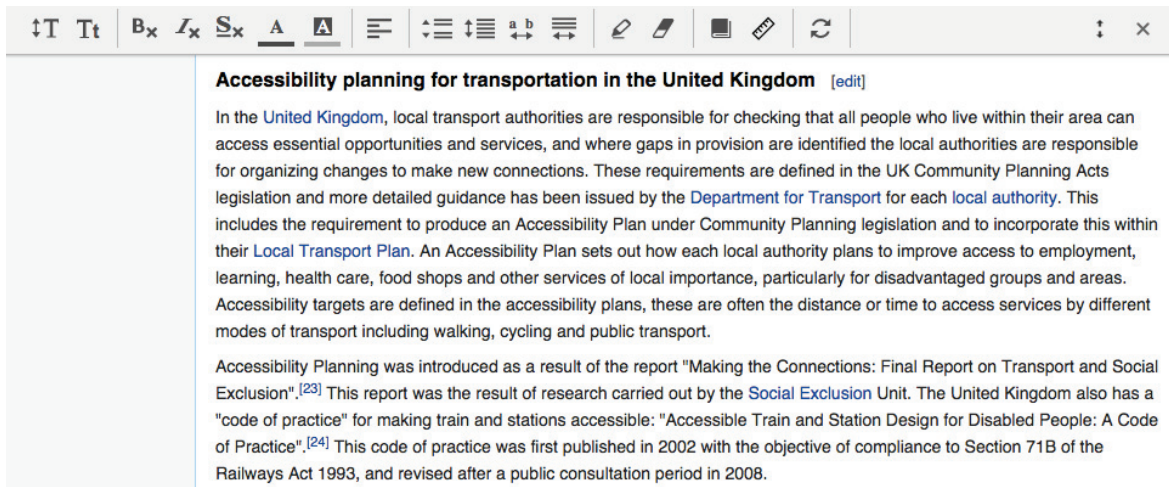 Accessibility planning for transportation in the United Kingdom [edit]
In the United Kingdom, local transport authorities are responsible for checking that all people who live within their area can
access essential opportunities and services, and where gaps in provision are identified the local authorities are responsible
for organizing changes to make new connections. These requirements are defined in the UK Community Planning Acts
legislation and more detailed guidance has been issued by the Department for Transport for each local authority. This
includes the requirement to produce an Accessibility Plan under Community Planning legislation and to incorporate this within
their Local Transport Plan. An Accessibility Plan sets out how each local authority plans to improve access to employment,
learning, health care, food shops and other services of local importance, particularly for disadvantaged groups and areas.
Accessibility targets are defined in the accessibility plans, these are often the distance or time to access services by different
modes of transport including walking, cycling and public transport.
Accessibility Planning was introduced as a result of the report "Making the Connections: Final Report on Transport and Social
Exclusion".[23] This report was the result of research carried out by the Social Exclusion Unit. The United Kingdom also has a
"code of practice" for making train and stations accessible: "Accessible Train and Station Design for Disabled People: A Code
of Practice".[24] This code of practice was first published in 2002 with the objective of compliance to Section 71B of the
Railways Act 1993, and revised after a public consultation period in 2008.